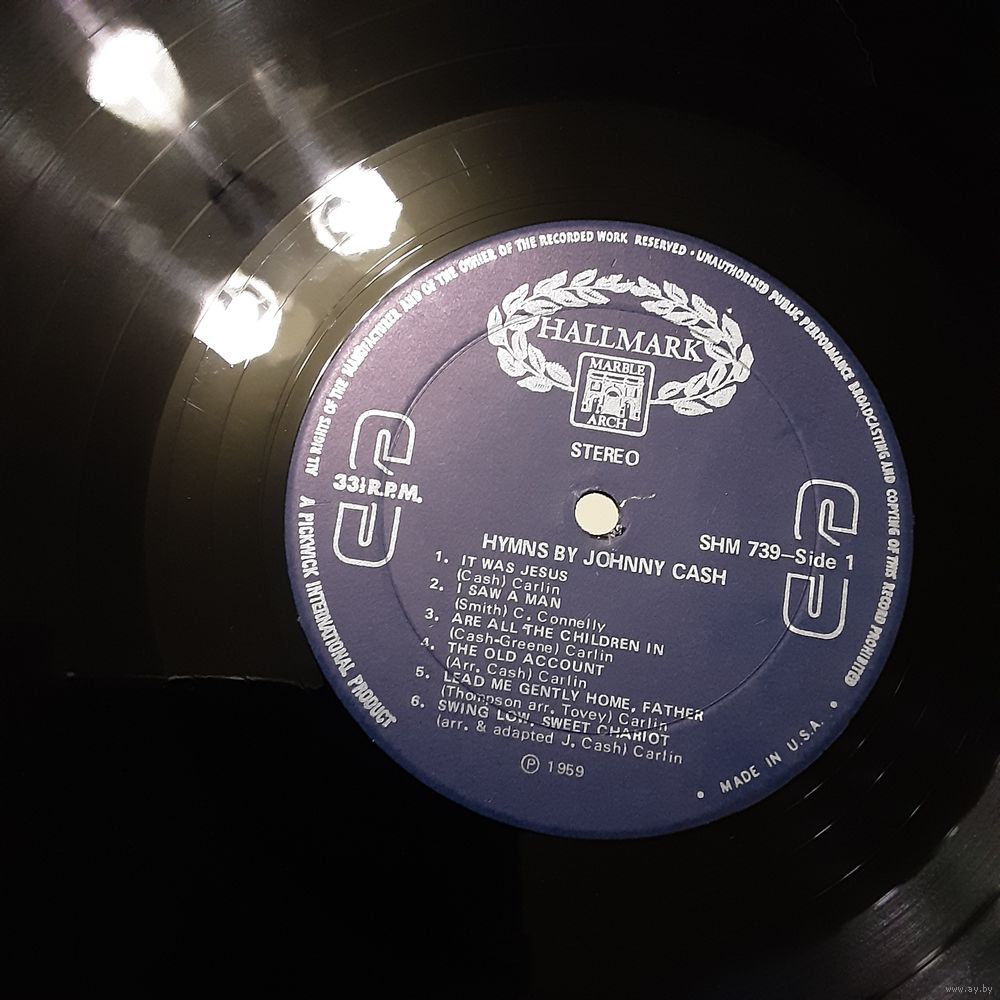 ALL RIGHTS OF THE MANUFACTURER AND OF THE OWNER OF THE RECORDED WORK RESERVED · UNAUTHORISED PUBLIC PERFORMANCE BROADCASTING AND COPYING OF THIS RECORD PROHIBITED
HALLMARK
MARBLE
ARCH
STEREO
33⅓ R.P.M.
SHM 739—Side 1
HYMNS BY JOHNNY CASH
1. IT WAS JESUS
(Cash) Carlin
2. I SAW A MAN
(Smith) C. Connelly
3. ARE ALL THE CHILDREN IN
(Cash-Greene) Carlin
4. THE OLD ACCOUNT
(Arr. Cash) Carlin
5. LEAD ME GENTLY HOME, FATHER
(Thompson arr. Tovey) Carlin
6. SWING LOW, SWEET CHARIOT
(arr. & adapted J. Cash) Carlin
Ⓟ 1959
A PICKWICK INTERNATIONAL PRODUCT
• MADE IN U.S.A. •
www.ay.by